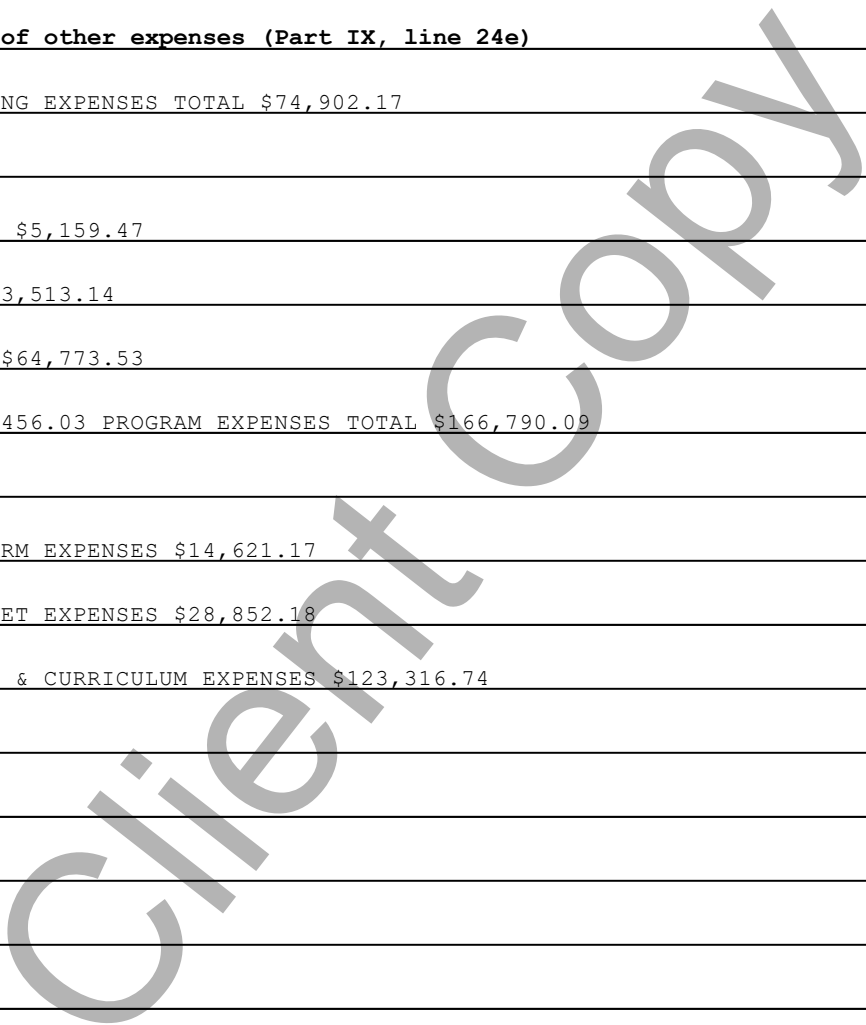 of other expenses (Part IX, line 24e)
NG EXPENSES TOTAL $74,902.17
$5,159.47
3,513.14
$64,773.53
456.03 PROGRAM EXPENSES TOTAL $166,790.09
RM EXPENSES $14,621.17
ET EXPENSES $28,852.18
& CURRICULUM EXPENSES $123,316.74
Client Copy